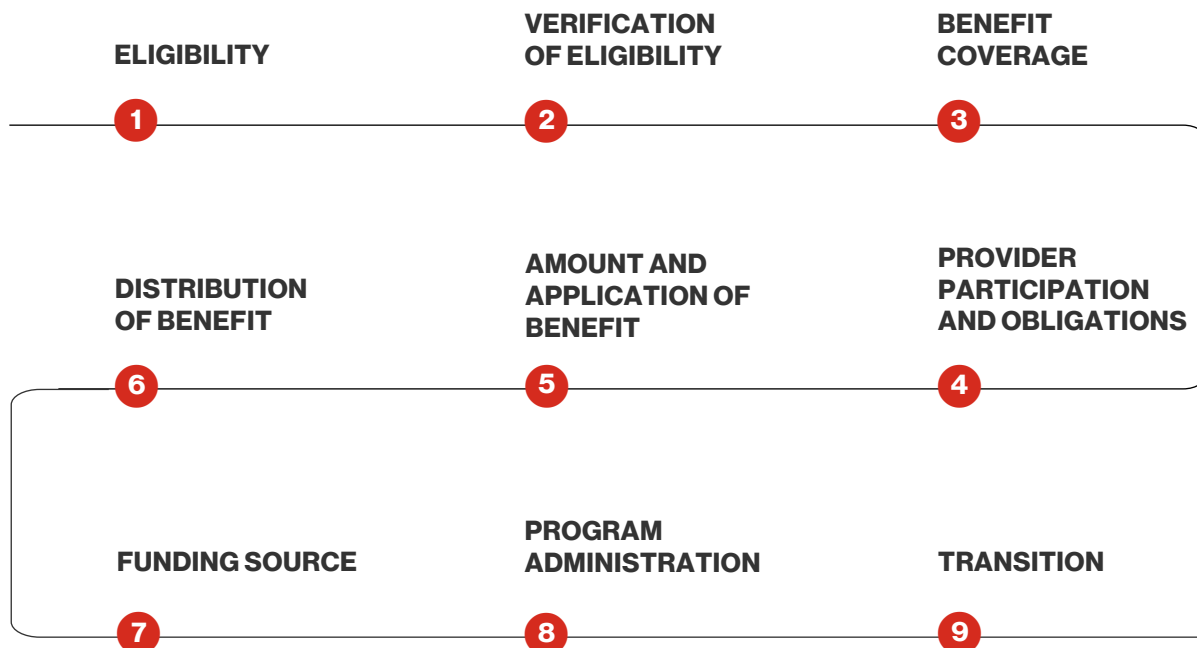 ELIGIBILITY
1
VERIFICATION
OF ELIGIBILITY
2
BENEFIT
COVERAGE
3
PROVIDER
PARTICIPATION
AND OBLIGATIONS
4
AMOUNT AND
APPLICATION OF
BENEFIT
5
DISTRIBUTION
OF BENEFIT
6
FUNDING SOURCE
7
PROGRAM
ADMINISTRATION
8
TRANSITION
9